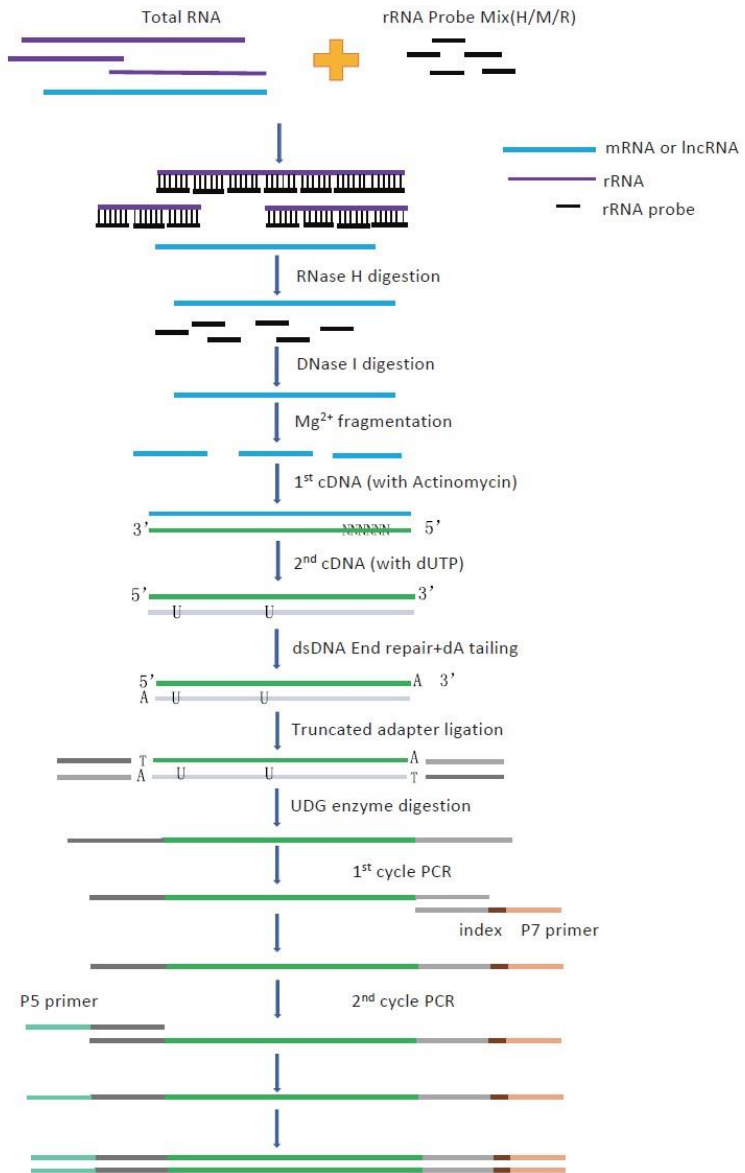 Total RNA
rRNA Probe Mix(H/M/R)
mRNA or lncRNA
rRNA
rRNA probe
RNase H digestion
DNase I digestion
Mg²⁺ fragmentation
1ˢᵗ cDNA (with Actinomycin)
3’ NNNNNN 5’
2ⁿᵈ cDNA (with dUTP)
5’ 3’
U U
dsDNA End repair+dA tailing
5’ A 3’
A U U
Truncated adapter ligation
T A
A U U T
UDG enzyme digestion
1ˢᵗ cycle PCR
index P7 primer
P5 primer 2ⁿᵈ cycle PCR